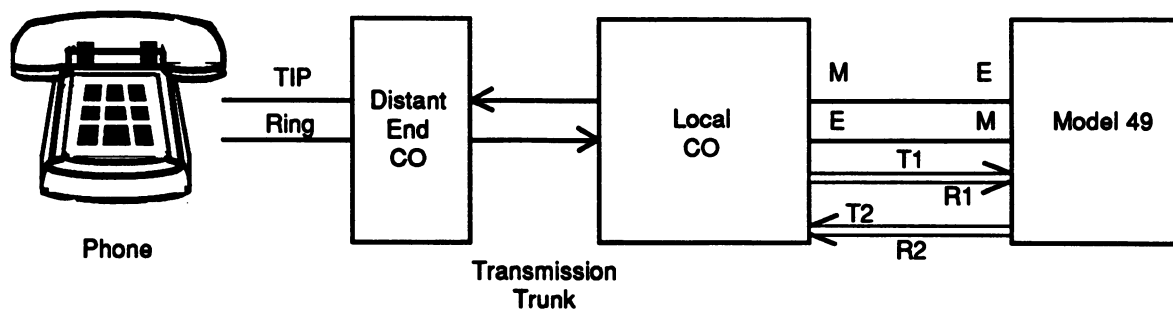 TIP
Ring
Phone
Distant
End
CO
Transmission
Trunk
Local
CO
M E
E M
T1
R1
T2
R2
Model 49